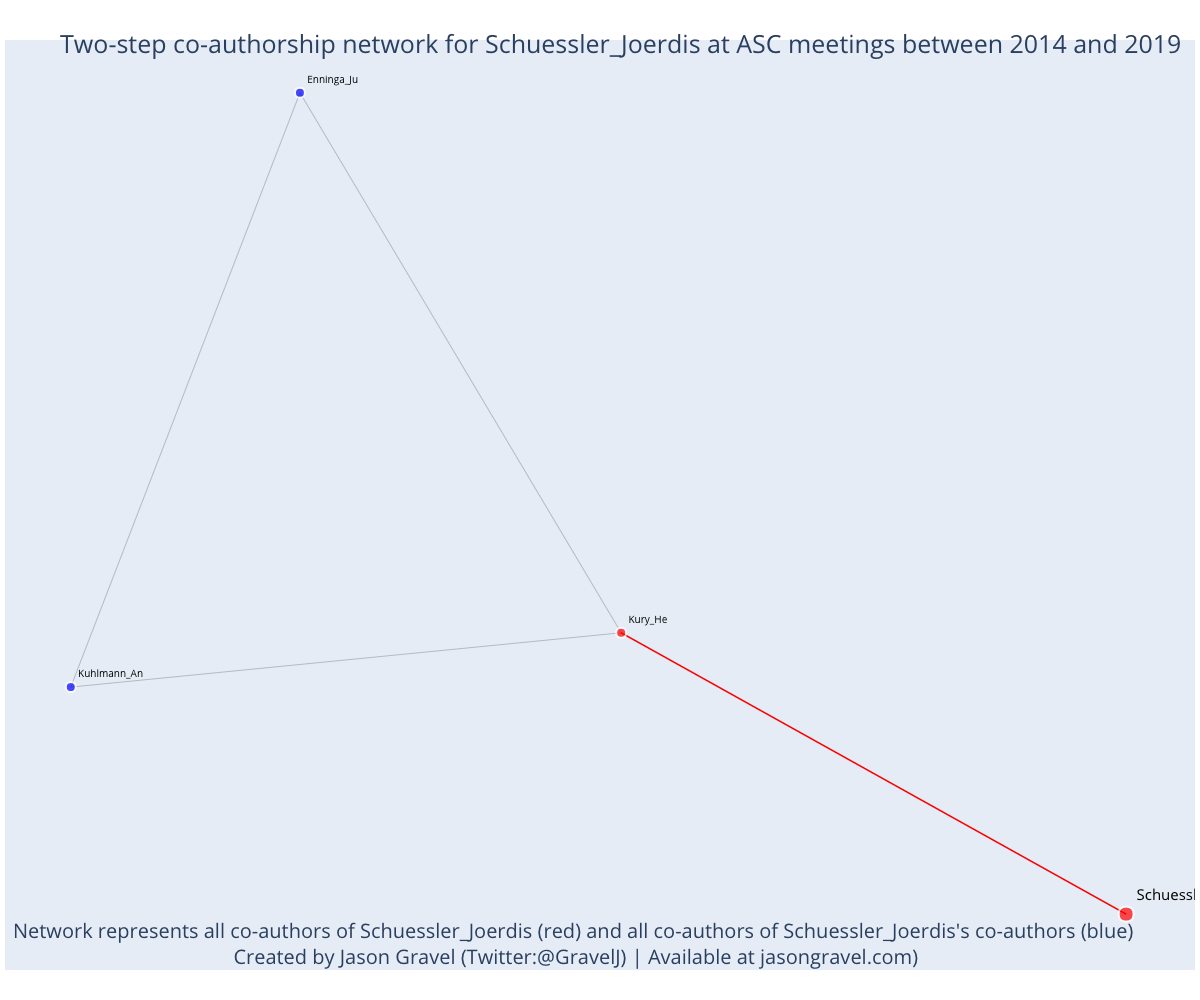 Two-step co-authorship network for Schuessler_Joerdis at ASC meetings between 2014 and 2019
Enninga_Ju
Kury_He
Kuhlmann_An
Schuessl
Network represents all co-authors of Schuessler_Joerdis (red) and all co-authors of Schuessler_Joerdis's co-authors (blue)
Created by Jason Gravel (Twitter:@GravelJ) | Available at jasongravel.com)